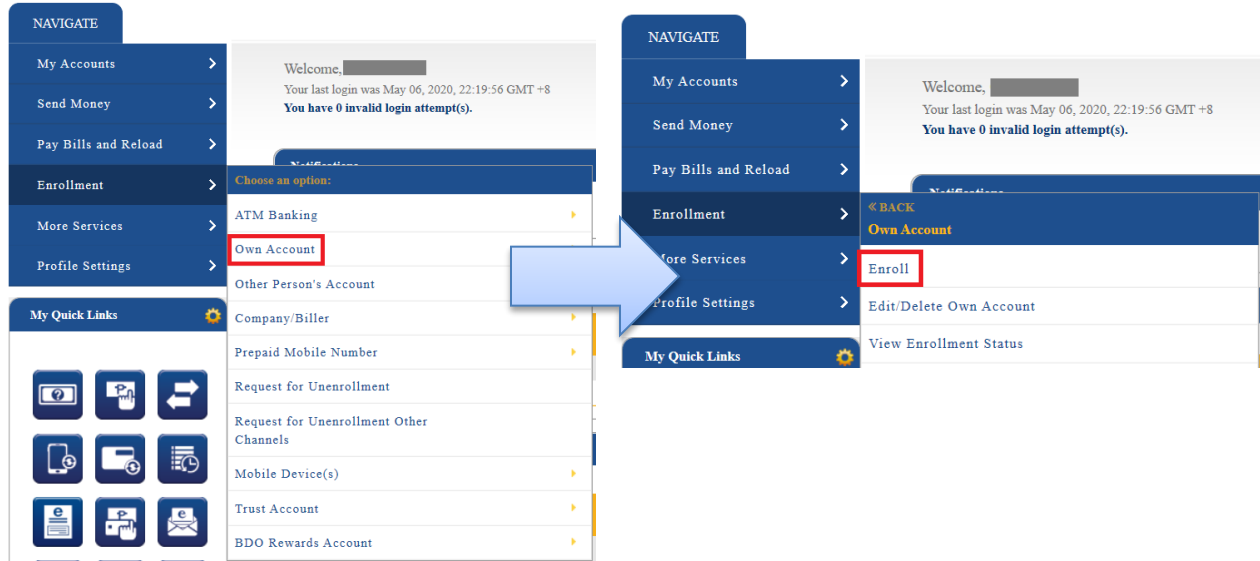 NAVIGATE
My Accounts
Send Money
Pay Bills and Reload
Enrollment
More Services
Profile Settings
My Quick Links
Welcome,
Your last login was May 06, 2020, 22:19:56 GMT +8
You have 0 invalid login attempt(s).
Notifications
Choose an option:
ATM Banking
Own Account
Other Person's Account
Company/Biller
Prepaid Mobile Number
Request for Unenrollment
Request for Unenrollment Other
Channels
Mobile Device(s)
Trust Account
BDO Rewards Account
NAVIGATE
My Accounts
Send Money
Pay Bills and Reload
Enrollment
More Services
Profile Settings
My Quick Links
Welcome,
Your last login was May 06, 2020, 22:19:56 GMT +8
You have 0 invalid login attempt(s).
Notifications
« BACK
Own Account
Enroll
Edit/Delete Own Account
View Enrollment Status